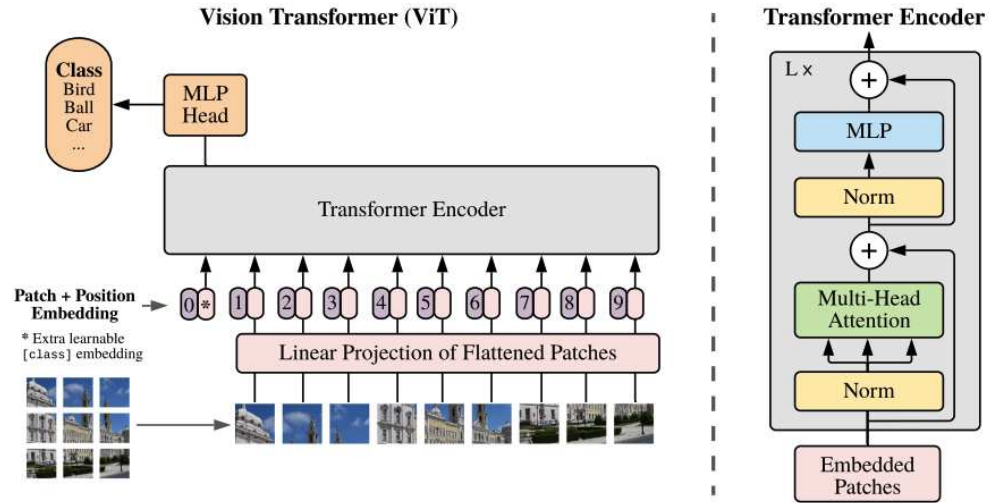 Vision Transformer (ViT)
Class
Bird
Ball
Car
...
MLP
Head
Transformer Encoder
Patch + Position
Embedding
0 * 1 2 3 4 5 6 7 8 9
* Extra learnable
[class] embedding
Linear Projection of Flattened Patches
Transformer Encoder
L ×
+
MLP
Norm
+
Multi-Head
Attention
Norm
Embedded
Patches